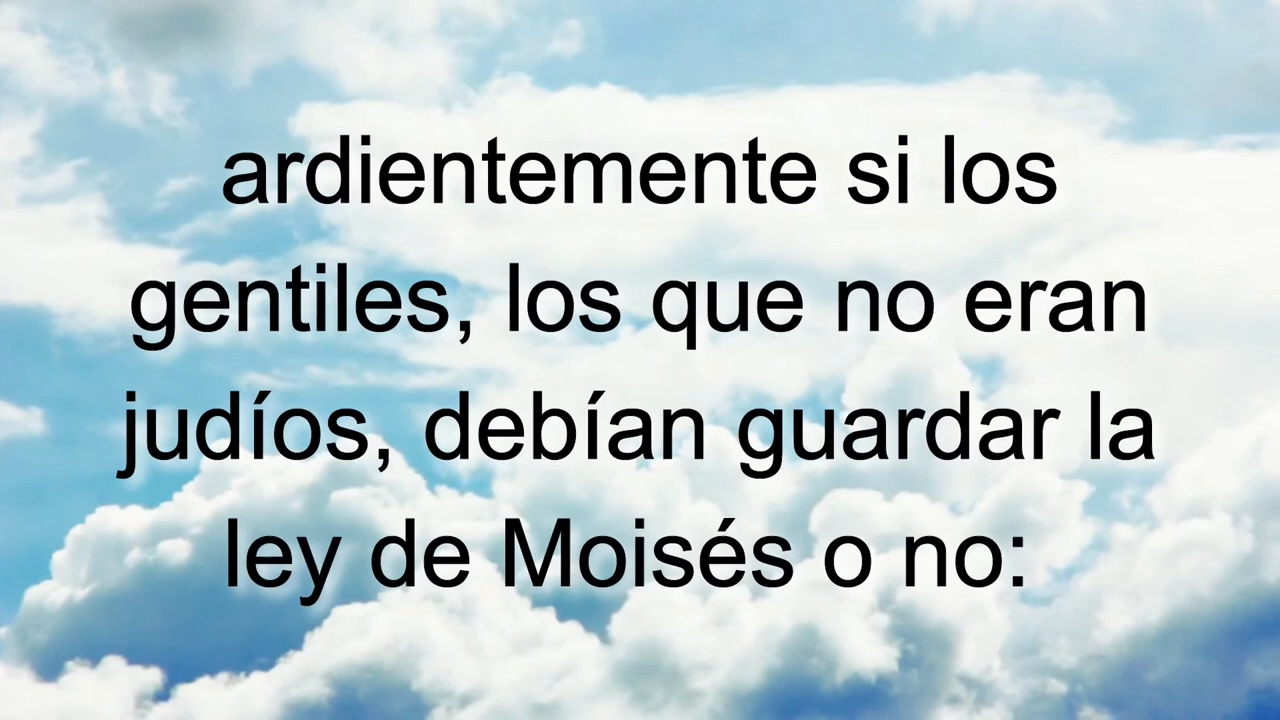 ardientemente si los
gentiles, los que no eran
judíos, debían guardar la
ley de Moisés o no: